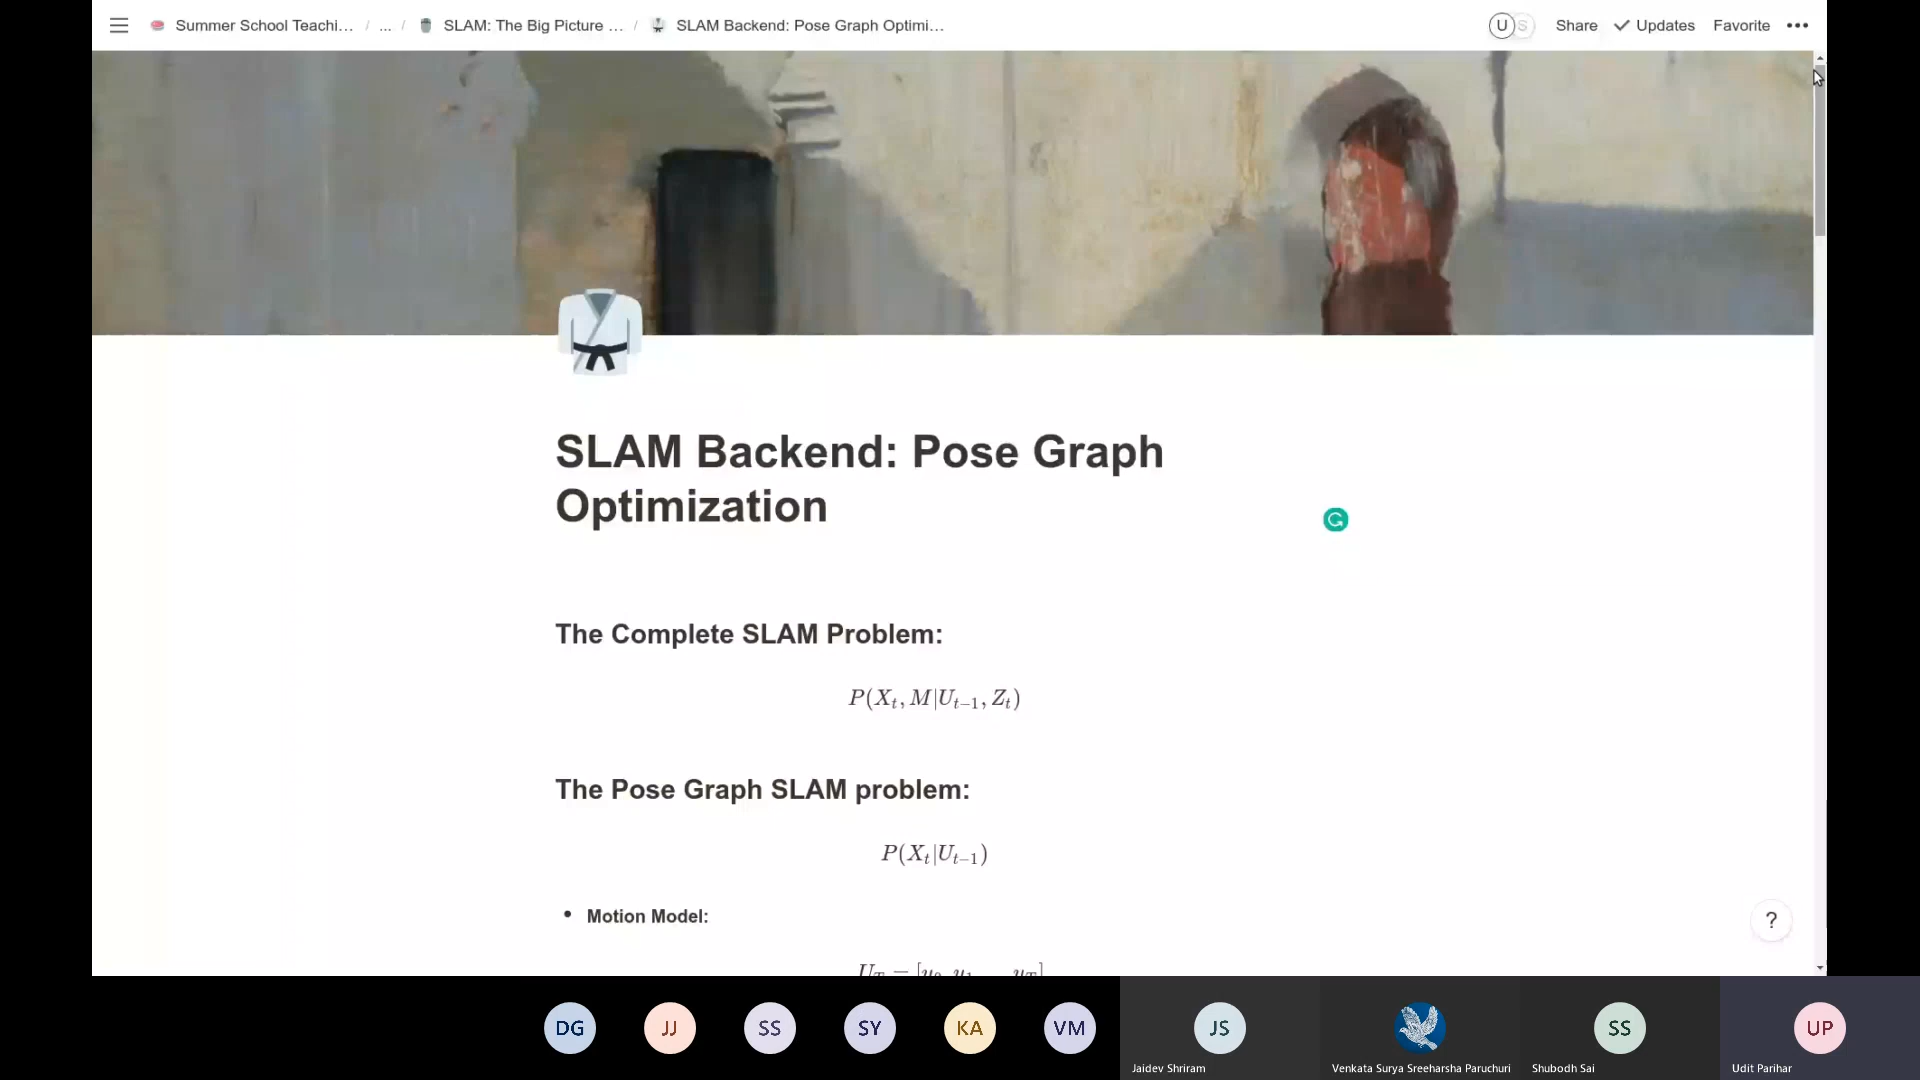 Summer School Teachi... / ... / SLAM: The Big Picture ... / SLAM Backend: Pose Graph Optimi...
U S Share Updates Favorite •••
SLAM Backend: Pose Graph
Optimization
The Complete SLAM Problem:
P(X_t, M|U_{t−1}, Z_t)
The Pose Graph SLAM problem:
P(X_t|U_{t−1})
• Motion Model:
?
DG JJ SS SY KA VM JS SS UP
Jaidev Shriram Venkata Surya Sreeharsha Paruchuri Shubodh Sai Udit Parihar